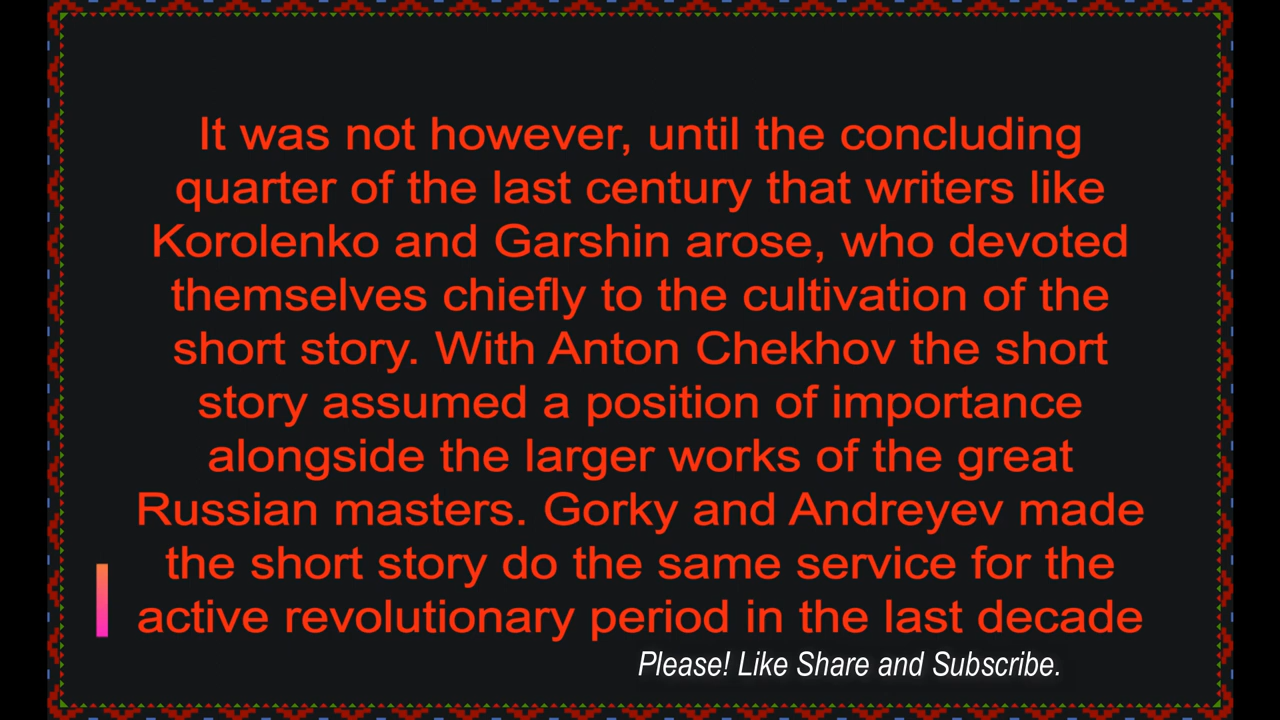 It was not however, until the concluding
quarter of the last century that writers like
Korolenko and Garshin arose, who devoted
themselves chiefly to the cultivation of the
short story. With Anton Chekhov the short
story assumed a position of importance
alongside the larger works of the great
Russian masters. Gorky and Andreyev made
the short story do the same service for the
active revolutionary period in the last decade
Please! Like Share and Subscribe.